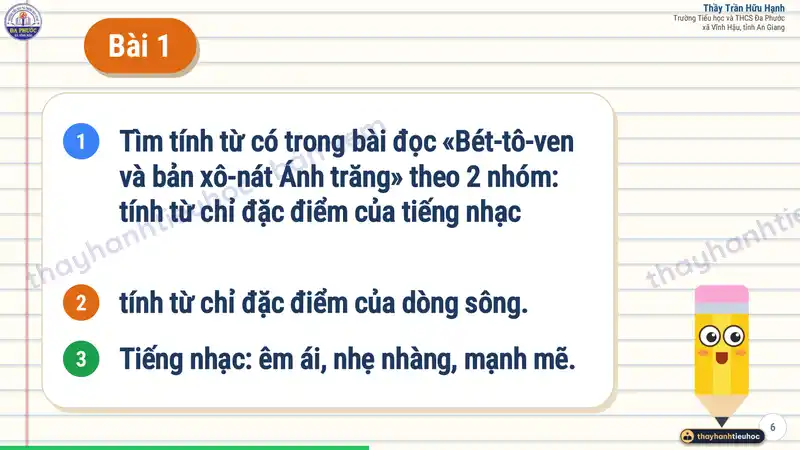 Thầy Trần Hữu Hạnh
Trường Tiểu học và THCS Đa Phước
xã Vĩnh Hậu, tỉnh An Giang
ĐA PHƯỚC
Bài 1
1
Tìm tính từ có trong bài đọc «Bét-tô-ven
và bản xô-nát Ánh trăng» theo 2 nhóm:
tính từ chỉ đặc điểm của tiếng nhạc
2
tính từ chỉ đặc điểm của dòng sông.
3
Tiếng nhạc: êm ái, nhẹ nhàng, mạnh mẽ.
thayhanhtieuhoc
6